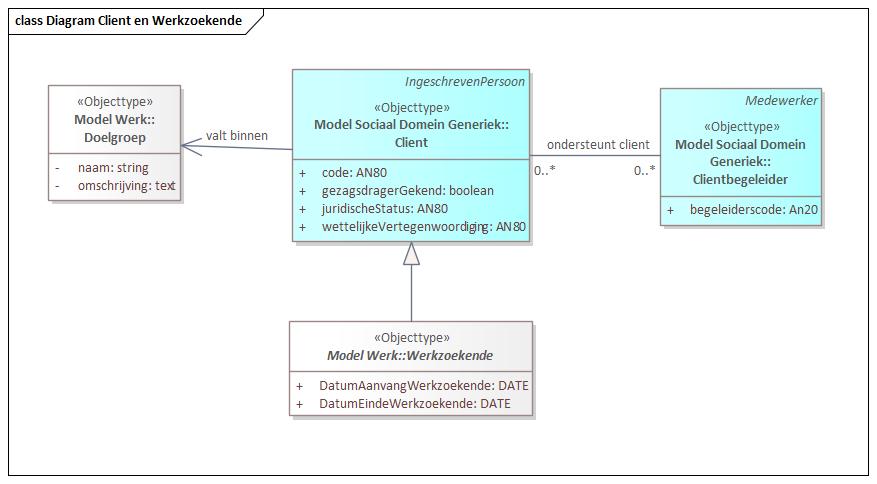 class Diagram Client en Werkzoekende
«Objecttype»
Model Werk::
Doelgroep
- naam: string
- omschrijving: text
valt binnen
IngeschrevenPersoon
«Objecttype»
Model Sociaal Domein Generiek::
Client
+ code: AN80
+ gezagsdragerGekend: boolean
+ juridischeStatus: AN80
+ wettelijkeVertegenwoordiging: AN80
ondersteunt client
0..*
0..*
Medewerker
«Objecttype»
Model Sociaal Domein
Generiek::
Clientbegeleider
+ begeleiderscode: An20
«Objecttype»
Model Werk::Werkzoekende
+ DatumAanvangWerkzoekende: DATE
+ DatumEindeWerkzoekende: DATE